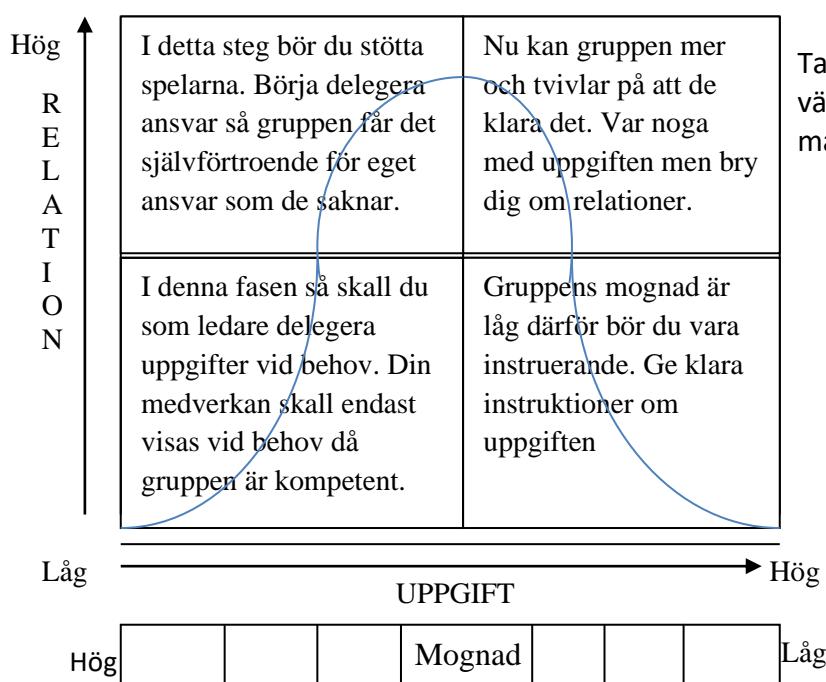 Hög
RELATION
I detta steg bör du stötta
spelarna. Börja delegera
ansvar så gruppen får det
självförtroende för eget
ansvar som de saknar.
Nu kan gruppen mer
och tvivlar på att de
klara det. Var noga
med uppgiften men bry
dig om relationer.
Ta
vä
ma
I denna fasen så skall du
som ledare delegera
uppgifter vid behov. Din
medverkan skall endast
visas vid behov då
gruppen är kompetent.
Gruppens mognad är
låg därför bör du vara
instruerande. Ge klara
instruktioner om
uppgiften
Låg
Hög
UPPGIFT
Hög
Mognad
Låg